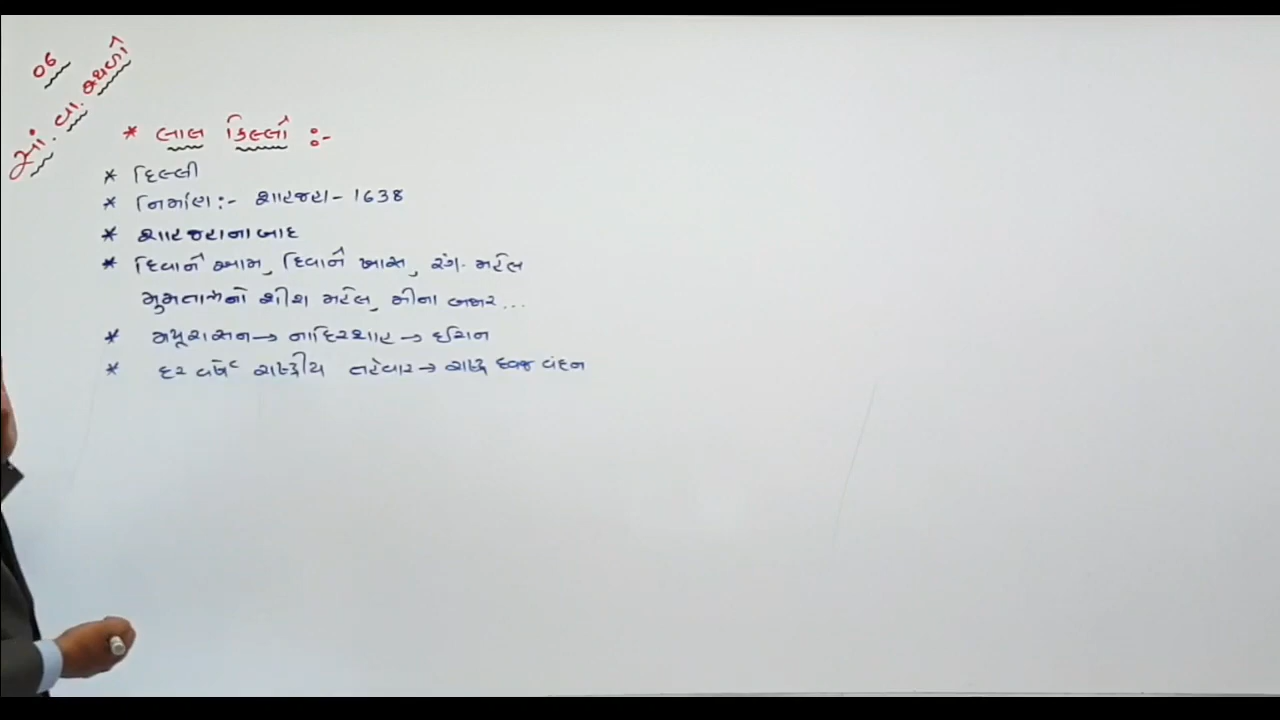 06
સાં. વા. સ્થળો
* લાલ કિલ્લો :-
* દિલ્લી
* નિર્માણ :- શાહજહા - 1638
* શાહજહાનાબાદ
* દિવાને આમ, દિવાને ખાસ, રંગ મહેલ
મુમતાઝનો શીશ મહેલ, મીના બજાર...
* મયૂરાસન → નાદિરશાહ → ઈરાન
* દર વર્ષે રાષ્ટ્રીય તહેવાર → રાષ્ટ્ર ધ્વજ વંદન